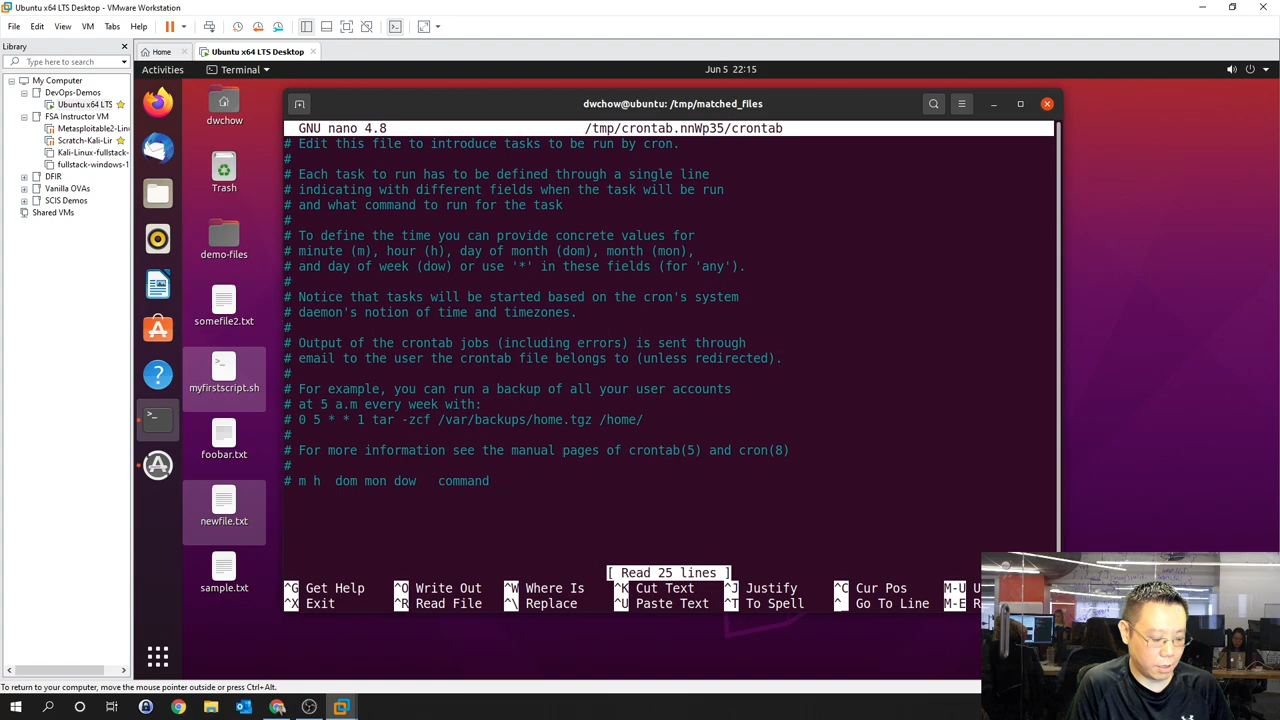 Ubuntu x64 LTS Desktop - VMware Workstation
File Edit View VM Tabs Help
Library
Type here to search
Home
Ubuntu x64 LTS Desktop
My Computer
DevOps-Demos
Ubuntu x64 LTS
FSA Instructor VM
Metasploitable2-Lin
Scratch-Kali-Lir
Kali-Linux-fullstack-
fullstack-windows-1
DFIR
Vanilla OVAs
SCIS Demos
Shared VMs
Activities
Terminal
Jun 5 22:15
dwchow
Trash
demo-files
somefile2.txt
myfirstscript.sh
foobar.txt
newfile.txt
sample.txt
dwchow@ubuntu: /tmp/matched_files
GNU nano 4.8 /tmp/crontab.nnWp35/crontab
# Edit this file to introduce tasks to be run by cron.
#
# Each task to run has to be defined through a single line
# indicating with different fields when the task will be run
# and what command to run for the task
#
# To define the time you can provide concrete values for
# minute (m), hour (h), day of month (dom), month (mon),
# and day of week (dow) or use '*' in these fields (for 'any').
#
# Notice that tasks will be started based on the cron's system
# daemon's notion of time and timezones.
#
# Output of the crontab jobs (including errors) is sent through
# email to the user the crontab file belongs to (unless redirected).
#
# For example, you can run a backup of all your user accounts
# at 5 a.m every week with:
# 0 5 * * 1 tar -zcf /var/backups/home.tgz /home/
#
# For more information see the manual pages of crontab(5) and cron(8)
#
# m h  dom mon dow   command
[ Read 25 lines ]
^G Get Help ^O Write Out ^W Where Is ^K Cut Text ^J Justify ^C Cur Pos M-U U
^X Exit ^R Read File ^\ Replace ^U Paste Text ^T To Spell ^_ Go To Line M-E R
To return to your computer, move the mouse pointer outside or press Ctrl+Alt.